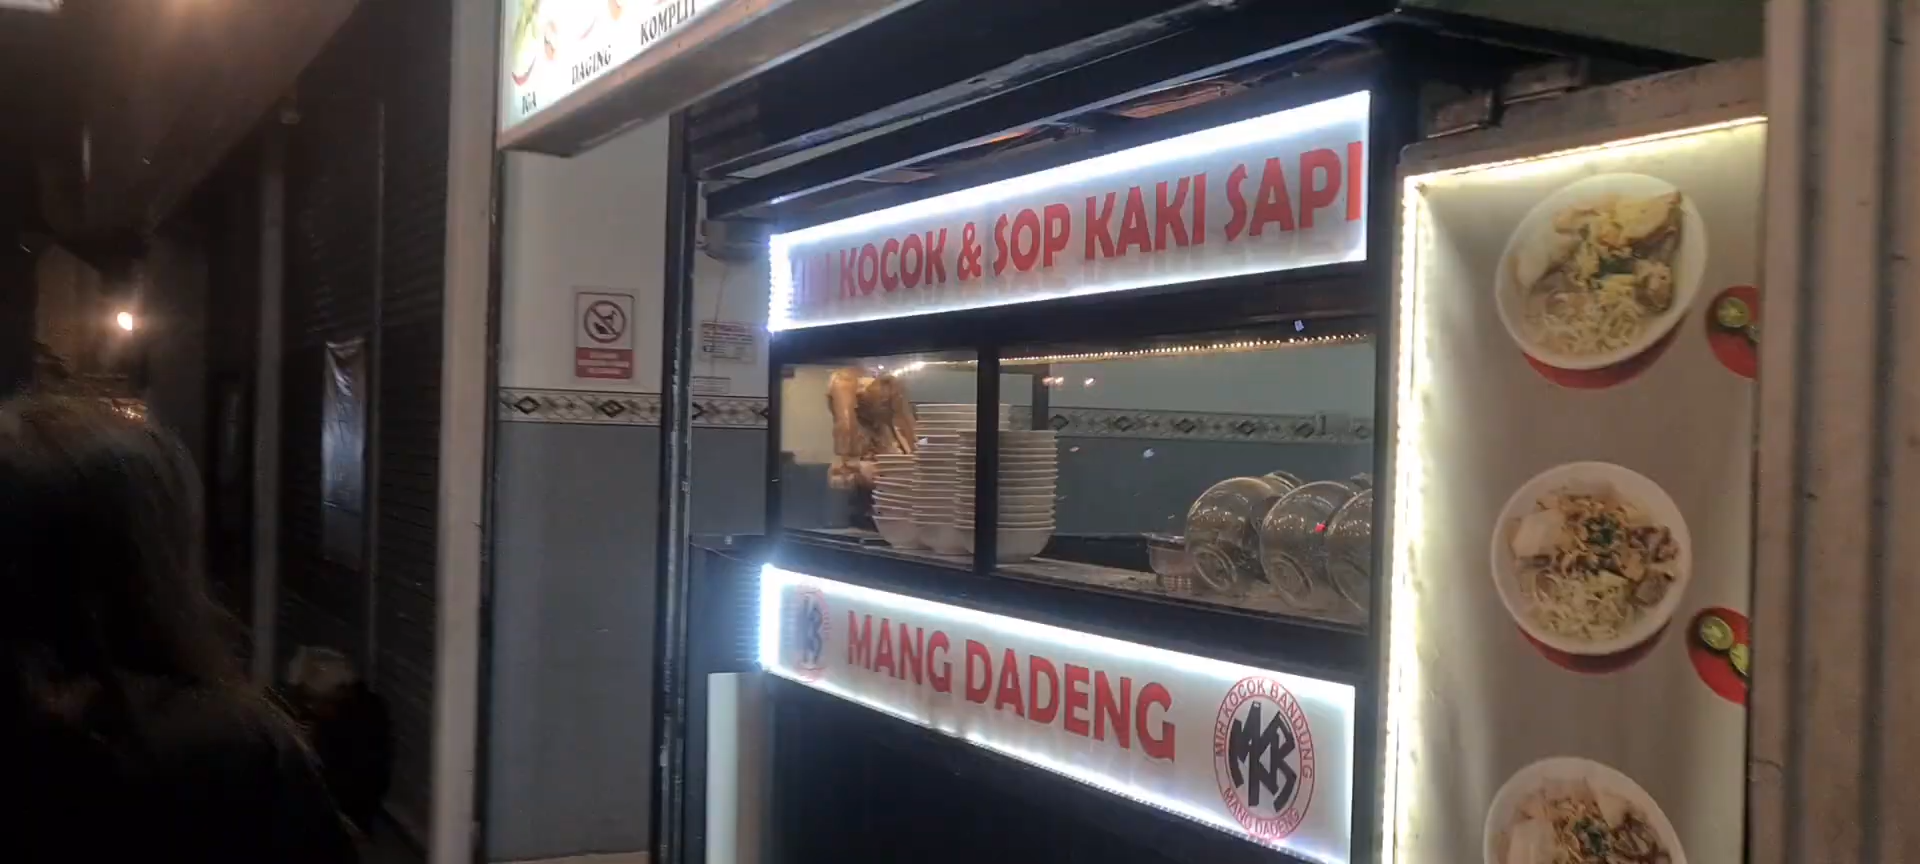 IGA
DAGING
KOMPLIT
KOCOK & SOP KAKI SAPI
MANG DADENG
MIH KOCOK BANDUNG
MKB
MANG DADENG